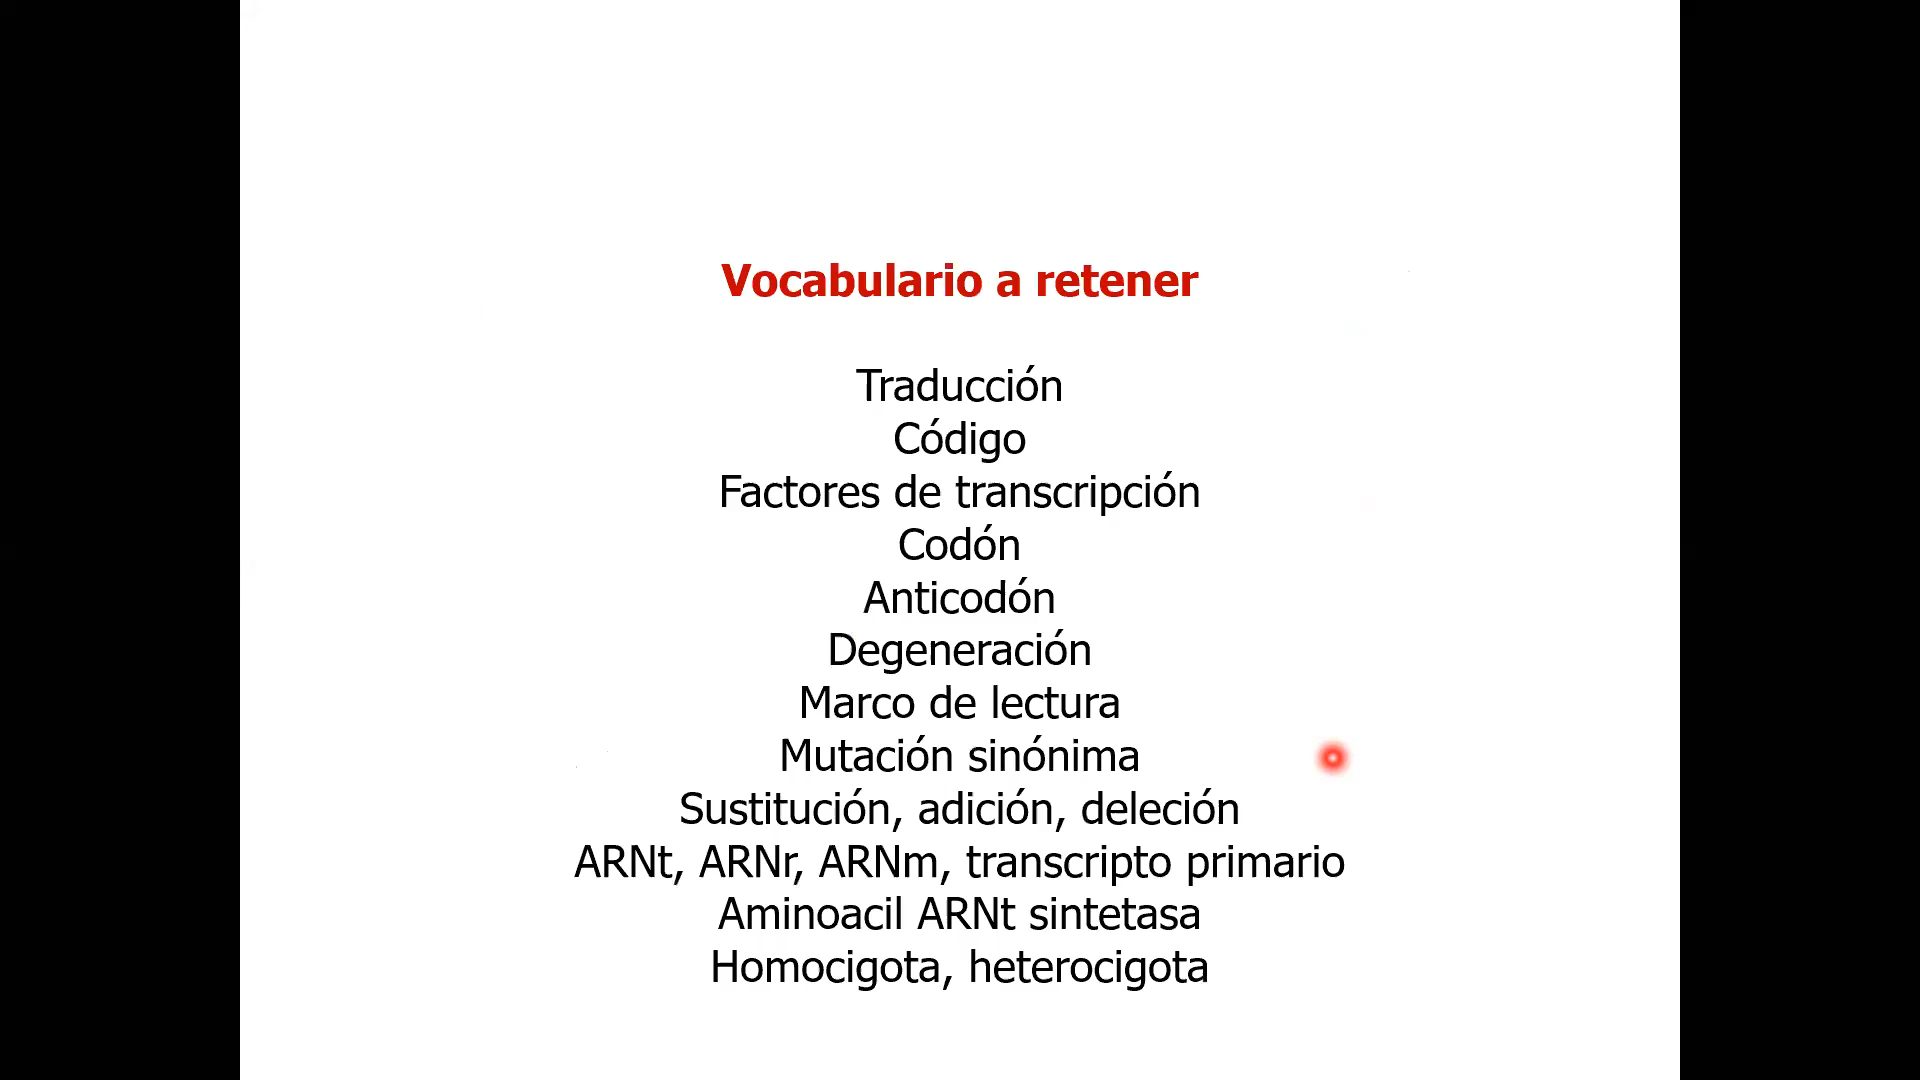 Vocabulario a retener
Traducción
Código
Factores de transcripción
Codón
Anticodón
Degeneración
Marco de lectura
Mutación sinónima
Sustitución, adición, deleción
ARNt, ARNr, ARNm, transcripto primario
Aminoacil ARNt sintetasa
Homocigota, heterocigota